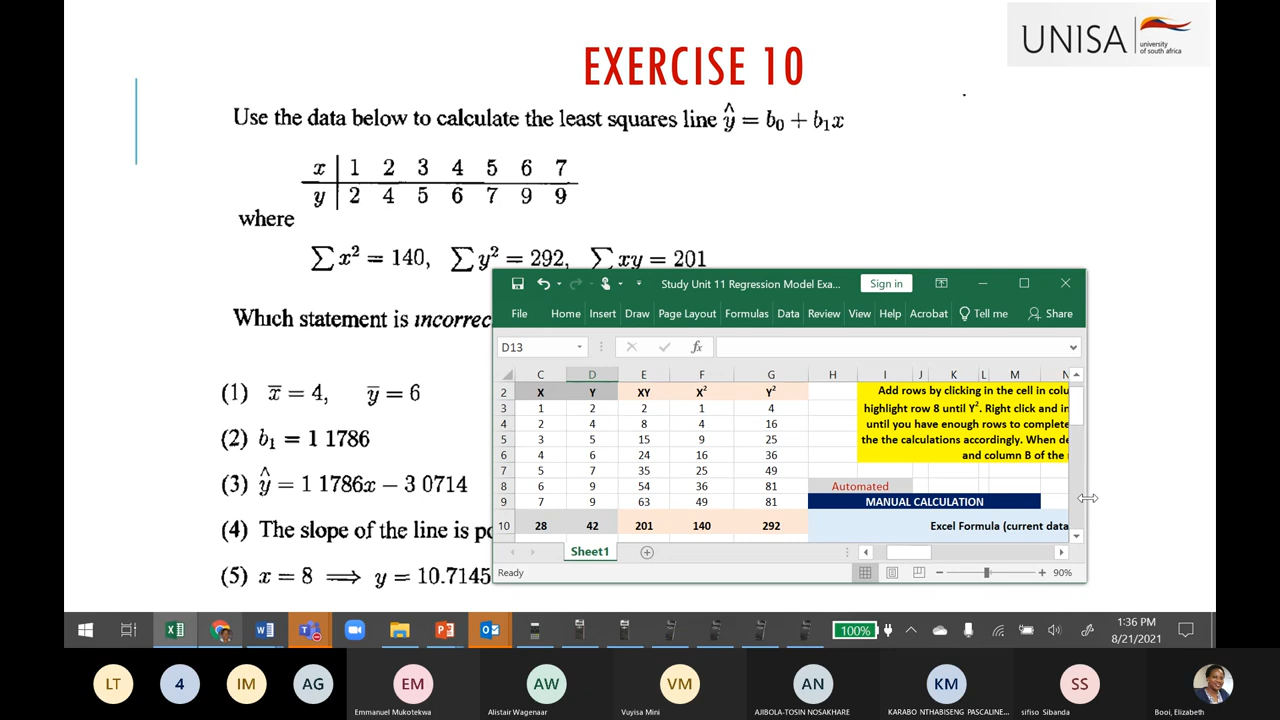 EXERCISE 10
UNISA
university
of south africa
Use the data below to calculate the least squares line ŷ = b₀ + b₁x
x 1 2 3 4 5 6 7
y 2 4 5 6 7 9 9
where
∑ x² = 140, ∑ y² = 292, ∑ xy = 201
Which statement is incorrec
(1) x̄ = 4, ȳ = 6
(2) b₁ = 1 1786
(3) ŷ = 1 1786x − 3 0714
(4) The slope of the line is po
(5) x = 8 ⟹ y = 10.7145
Study Unit 11 Regression Model Exa...
Sign in
File Home Insert Draw Page Layout Formulas Data Review View Help Acrobat Tell me Share
D13 fx
C D E F G H I J K L M N
2 X Y XY X² Y²
3 1 2 2 1 4
4 2 4 8 4 16
5 3 5 15 9 25
6 4 6 24 16 36
7 5 7 35 25 49
8 6 9 54 36 81
9 7 9 63 49 81
10 28 42 201 140 292
Add rows by clicking in the cell in colu
highlight row 8 until Y². Right click and in
until you have enough rows to complete
the the calculations accordingly. When de
and column B of the
Automated
MANUAL CALCULATION
Excel Formula (current data
Sheet1
Ready
90%
100%
1:36 PM
8/21/2021
LT
4
IM
AG
EM
Emmanuel Mukotekwa
AW
Alistair Wagenaar
VM
Vuyisa Mini
AN
AJIBOLA-TOSIN NOSAKHARE
KM
KARABO NTHABISENG PASCALINE...
SS
sifiso Sibanda
Booi, Elizabeth